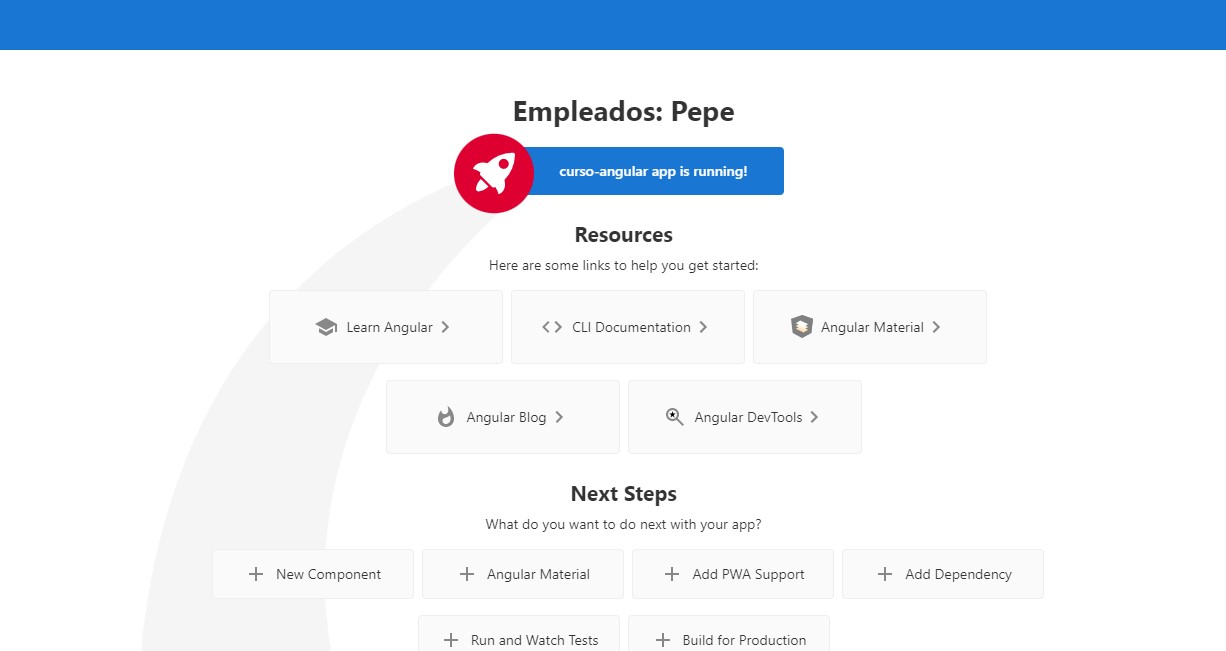 Empleados: Pepe
curso-angular app is running!
Resources
Here are some links to help you get started:
Learn Angular
CLI Documentation
Angular Material
Angular Blog
Angular DevTools
Next Steps
What do you want to do next with your app?
New Component
Angular Material
Add PWA Support
Add Dependency
Run and Watch Tests
Build for Production